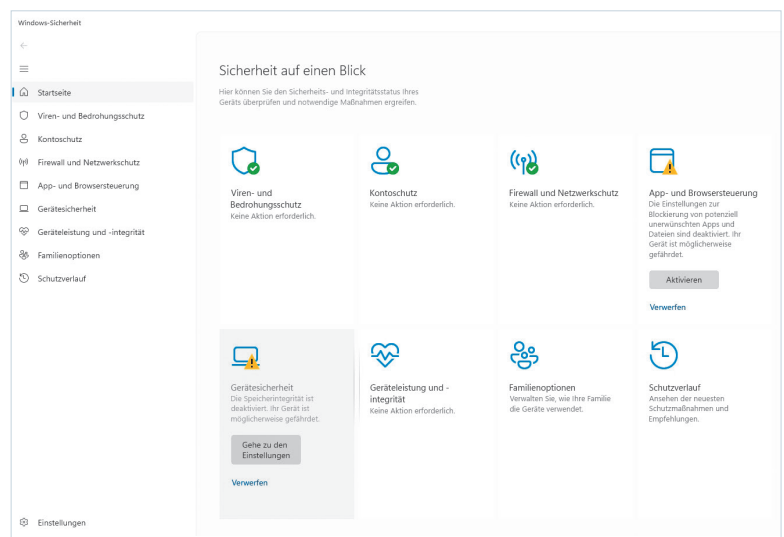 Windows-Sicherheit
Startseite
Viren- und Bedrohungsschutz
Kontoschutz
Firewall und Netzwerkschutz
App- und Browsersteuerung
Gerätesicherheit
Geräteleistung und -integrität
Familienoptionen
Schutzverlauf
Einstellungen
Sicherheit auf einen Blick
Hier können Sie den Sicherheits- und Integritätsstatus Ihres
Geräts überprüfen und notwendige Maßnahmen ergreifen.
Viren- und
Bedrohungsschutz
Keine Aktion erforderlich.
Kontoschutz
Keine Aktion erforderlich.
Firewall und Netzwerkschutz
Keine Aktion erforderlich.
App- und Browsersteuerung
Die Einstellungen zur
Blockierung von potenziell
unerwünschten Apps und
Dateien sind deaktiviert. Ihr
Gerät ist möglicherweise
gefährdet.
Aktivieren
Verwerfen
Gerätesicherheit
Die Speicherintegrität ist
deaktiviert. Ihr Gerät ist
möglicherweise gefährdet.
Gehe zu den
Einstellungen
Verwerfen
Geräteleistung und -
integrität
Keine Aktion erforderlich.
Familienoptionen
Verwalten Sie, wie Ihre Familie
die Geräte verwendet.
Schutzverlauf
Ansehen der neuesten
Schutzmaßnahmen und
Empfehlungen.